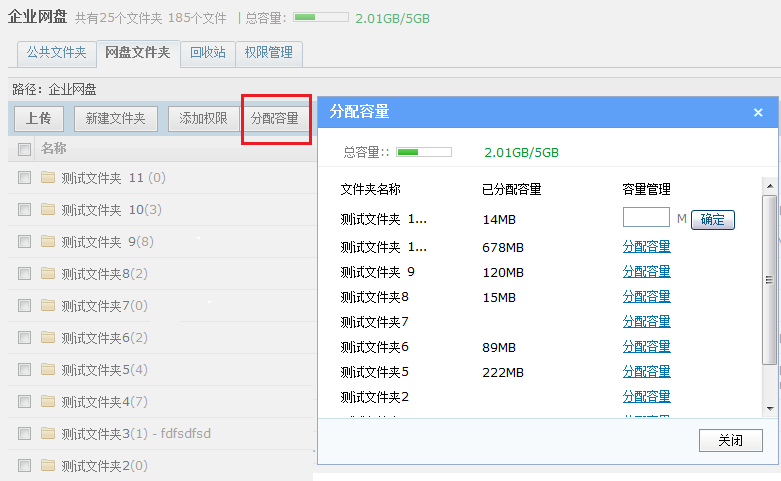 企业网盘 共有25个文件夹 185个文件 | 总容量: 2.01GB/5GB
公共文件夹 网盘文件夹 回收站 权限管理
路径: 企业网盘
上传 新建文件夹 添加权限 分配容量
名称
测试文件夹 11 (0)
测试文件夹 10(3)
测试文件夹 9(8)
测试文件夹8(2)
测试文件夹7(0)
测试文件夹6(2)
测试文件夹5(4)
测试文件夹4(7)
测试文件夹3(1) - fdfsdfsd
测试文件夹2(0)
分配容量 ×
总容量:: 2.01GB/5GB
文件夹名称 已分配容量 容量管理
测试文件夹 1... 14MB M 确定
测试文件夹 1... 678MB 分配容量
测试文件夹 9 120MB 分配容量
测试文件夹8 15MB 分配容量
测试文件夹7 分配容量
测试文件夹6 89MB 分配容量
测试文件夹5 222MB 分配容量
测试文件夹2 分配容量
关闭